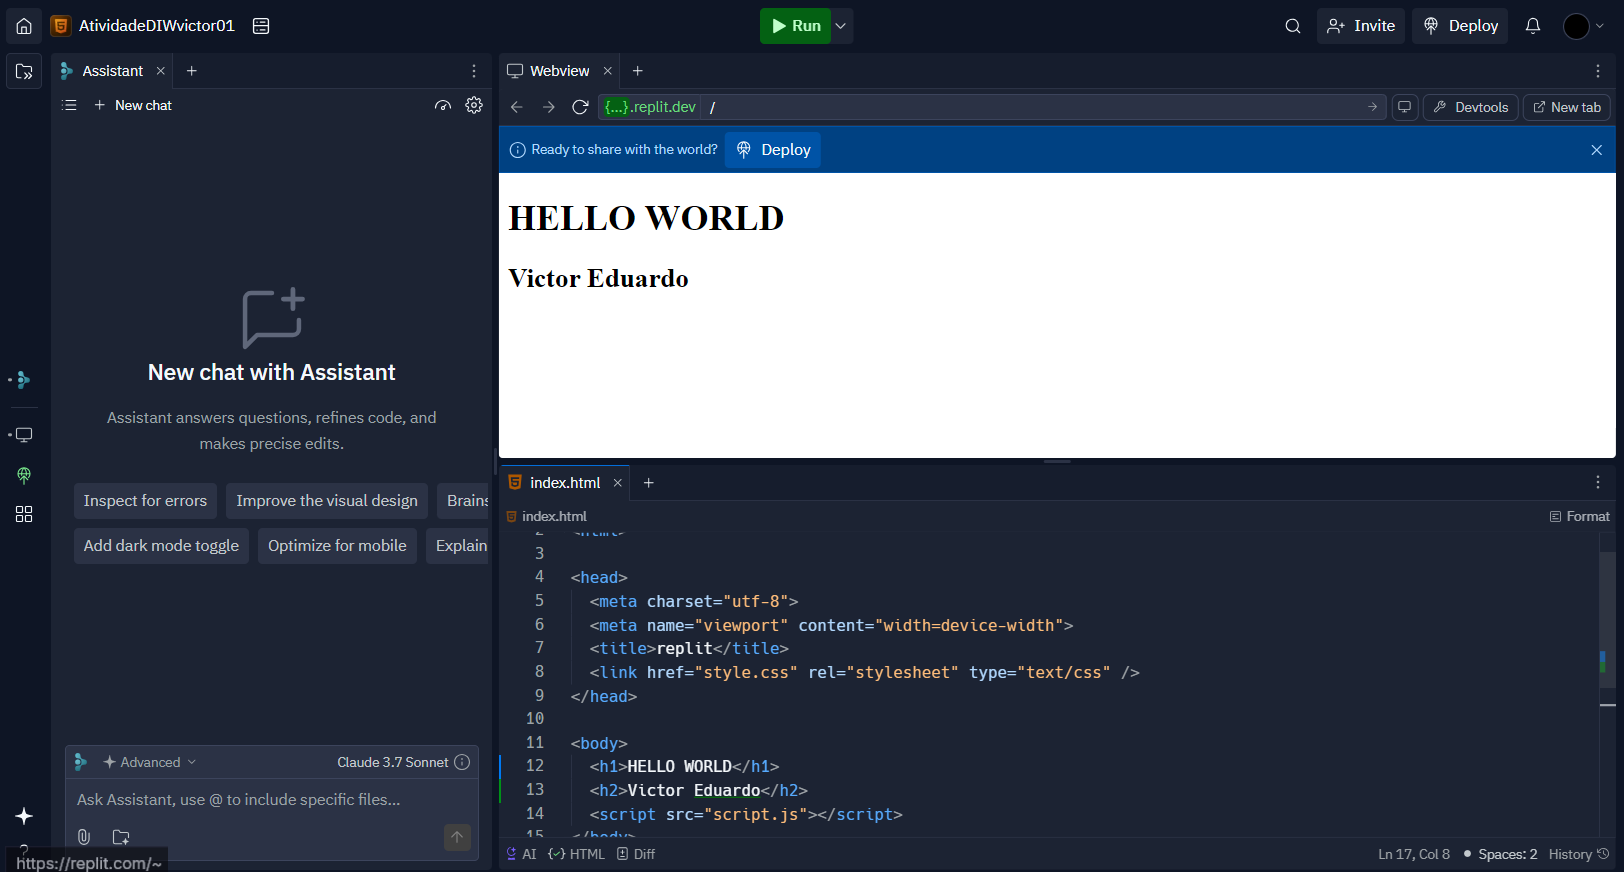 AtividadeDIWvictor01
Run
Invite
Deploy
Assistant
New chat
New chat with Assistant
Assistant answers questions, refines code, and
makes precise edits.
Inspect for errors
Improve the visual design
Brains
Add dark mode toggle
Optimize for mobile
Explain
Advanced
Claude 3.7 Sonnet
Ask Assistant, use @ to include specific files...
https://replit.com/~
Webview
{...}.replit.dev /
Devtools
New tab
Ready to share with the world?
Deploy
HELLO WORLD
Victor Eduardo
index.html
index.html
Format
2 <html>
3
4 <head>
5 <meta charset="utf-8">
6 <meta name="viewport" content="width=device-width">
7 <title>replit</title>
8 <link href="style.css" rel="stylesheet" type="text/css" />
9 </head>
10
11 <body>
12 <h1>HELLO WORLD</h1>
13 <h2>Victor Eduardo</h2>
14 <script src="script.js"></script>
15 </body>
AI
HTML
Diff
Ln 17, Col 8
Spaces: 2
History